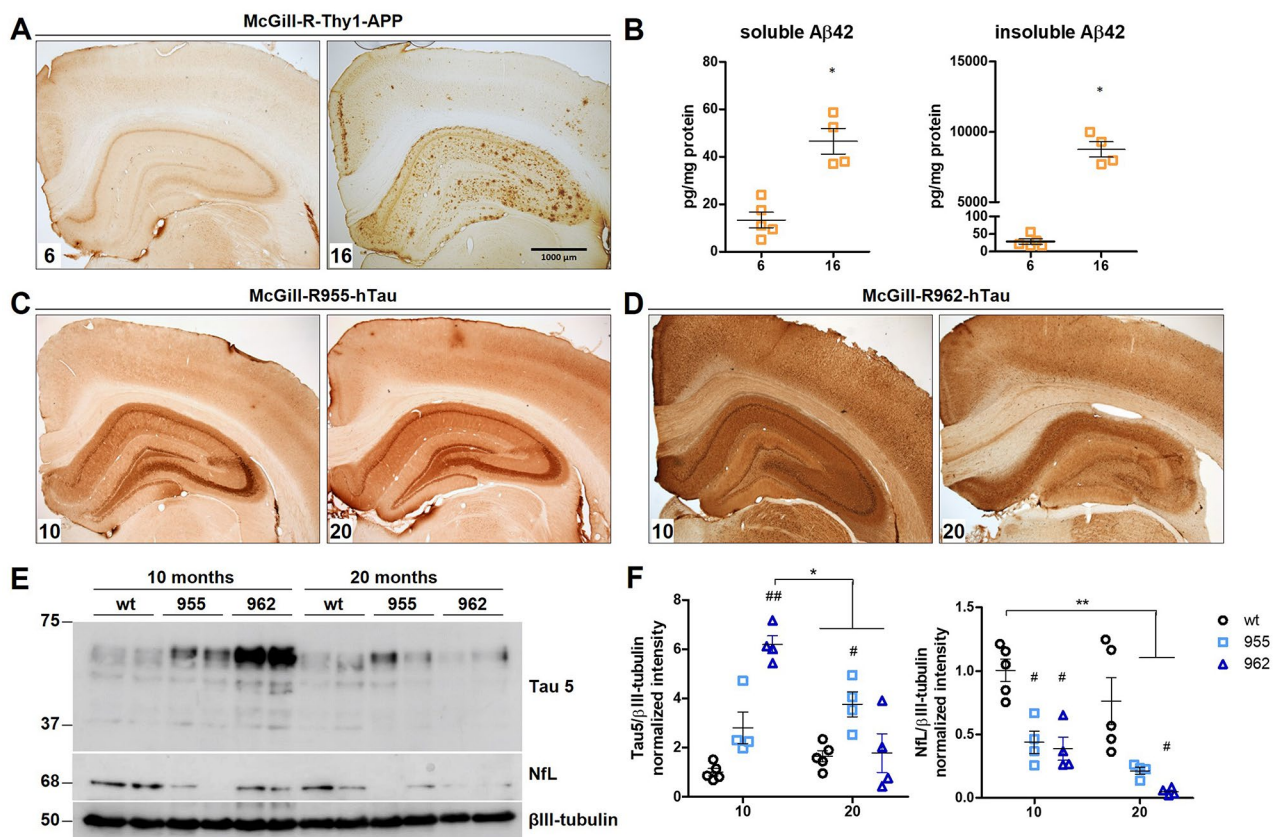 A
McGill-R-Thy1-APP
6
16
1000 µm
B
soluble Aβ42
pg/mg protein
80
60
40
20
0
*
6
16
insoluble Aβ42
pg/mg protein
15000
10000
5000
100
50
0
*
6
16
C
McGill-R955-hTau
10
20
D
McGill-R962-hTau
10
20
E
10 months
20 months
wt
955
962
wt
955
962
75
37
68
50
Tau 5
NfL
βIII-tubulin
F
Tau5/βIII-tubulin
normalized intensity
8
6
4
2
0
##
*
#
10
20
NfL/βIII-tubulin
normalized intensity
1.5
1.0
0.5
0.0
#
#
**
#
10
20
wt
955
962